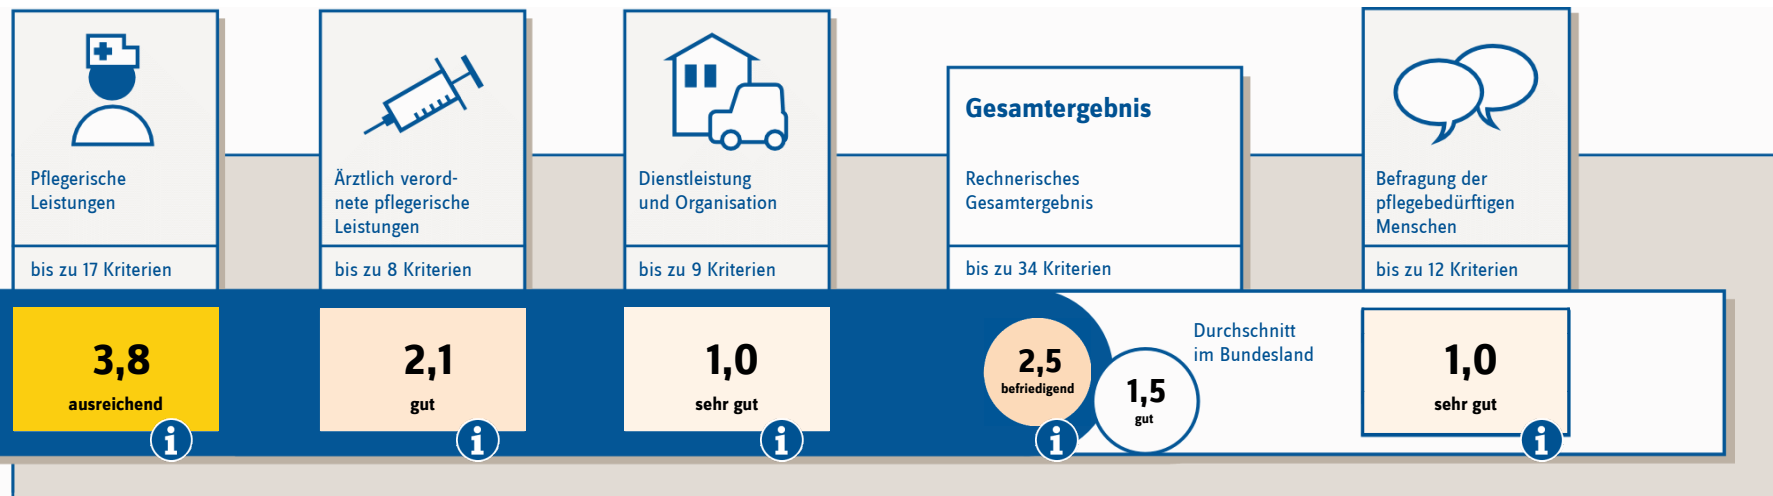 Pflegerische
Leistungen
bis zu 17 Kriterien
3,8
ausreichend
i
Ärztlich verord-
nete pflegerische
Leistungen
bis zu 8 Kriterien
2,1
gut
i
Dienstleistung
und Organisation
bis zu 9 Kriterien
1,0
sehr gut
i
Gesamtergebnis
Rechnerisches
Gesamtergebnis
bis zu 34 Kriterien
2,5
befriedigend
i
1,5
gut
Durchschnitt
im Bundesland
Befragung der
pflegebedürftigen
Menschen
bis zu 12 Kriterien
1,0
sehr gut
i